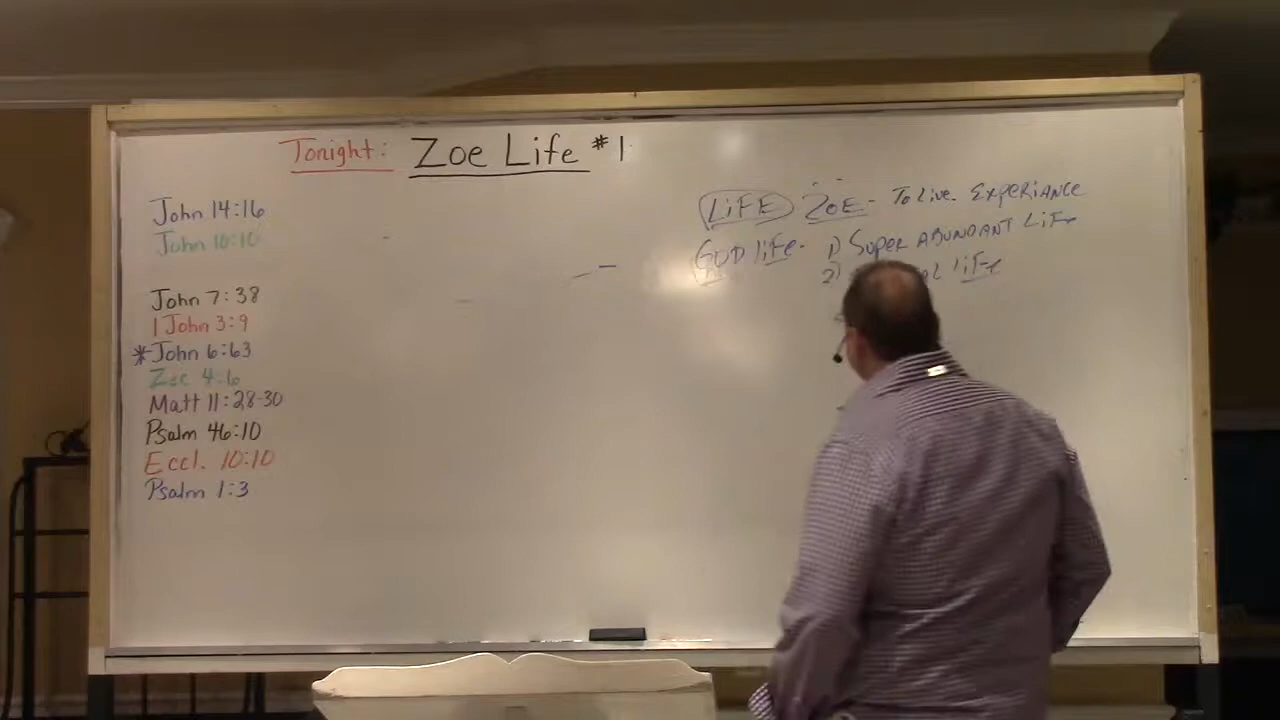 Tonight: Zoe Life #1
John 14:16
John 10:10
John 7:38
1 John 3:9
*John 6:63
Zec 4:6
Matt 11:28-30
Psalm 46:10
Eccl. 10:10
Psalm 1:3
LiFE ZOE- To Live. EXPERIANCE
GOD LiFE- 1) SUPER ABUNDANT LiFe
2) LiFe